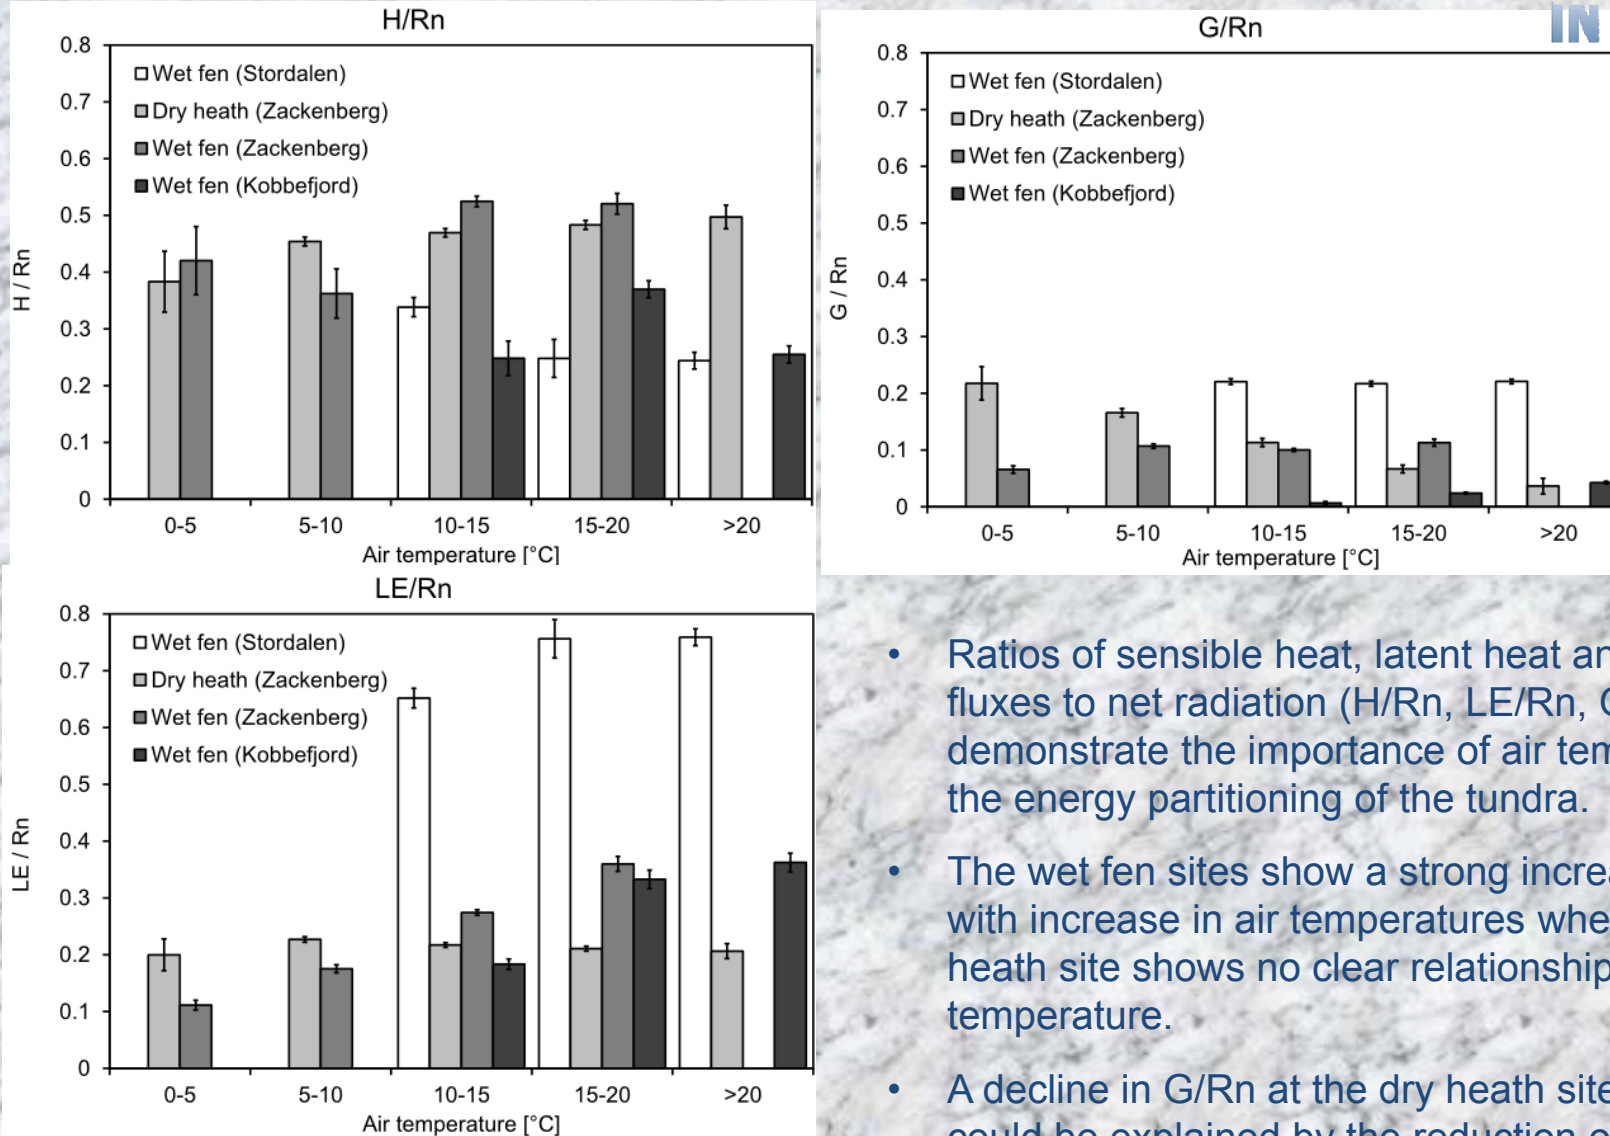 H/Rn
0.8
0.7
0.6
0.5
0.4
0.3
0.2
0.1
0
H / Rn
Wet fen (Stordalen)
Dry heath (Zackenberg)
Wet fen (Zackenberg)
Wet fen (Kobbefjord)
0-5 5-10 10-15 15-20 >20
Air temperature [°C]
IN
G/Rn
0.8
0.7
0.6
0.5
0.4
0.3
0.2
0.1
0
G / Rn
Wet fen (Stordalen)
Dry heath (Zackenberg)
Wet fen (Zackenberg)
Wet fen (Kobbefjord)
0-5 5-10 10-15 15-20 >20
Air temperature [°C]
LE/Rn
0.8
0.7
0.6
0.5
0.4
0.3
0.2
0.1
0
LE / Rn
Wet fen (Stordalen)
Dry heath (Zackenberg)
Wet fen (Zackenberg)
Wet fen (Kobbefjord)
0-5 5-10 10-15 15-20 >20
Air temperature [°C]
• Ratios of sensible heat, latent heat
fluxes to net radiation (H/Rn, LE/Rn,
demonstrate the importance of air
the energy partitioning of the tundra.
• The wet fen sites show a strong
with increase in air temperatures
heath site shows no clear relationship
temperature.
• A decline in G/Rn at the dry heath site
could be explained by the reduction